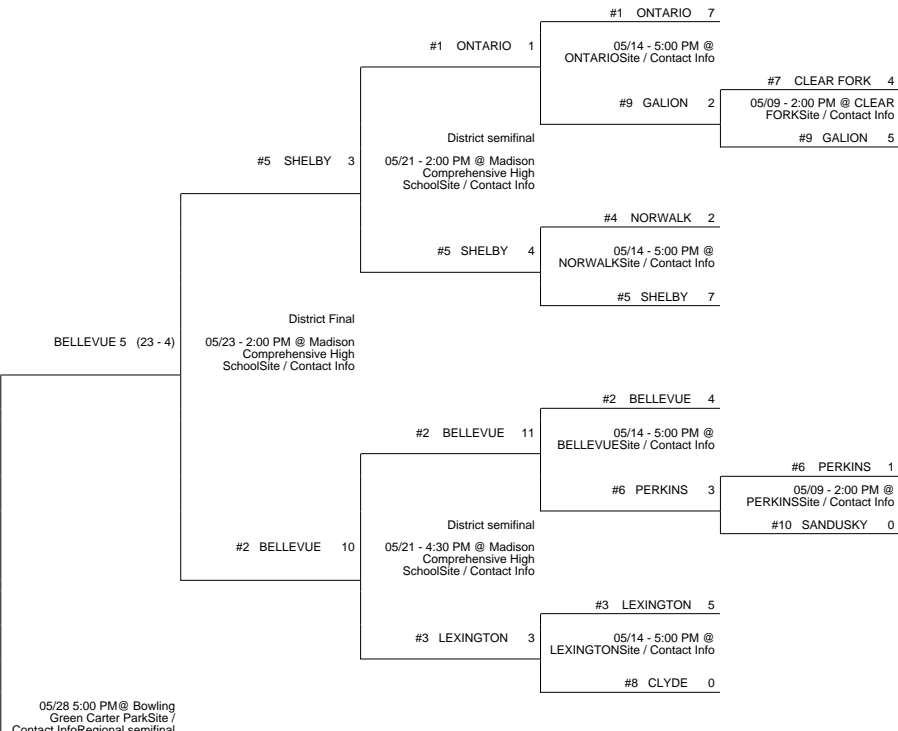 #1 ONTARIO 7
#1 ONTARIO 1
05/14 - 5:00 PM @
ONTARIOSite / Contact Info
#7 CLEAR FORK 4
#9 GALION 2
05/09 - 2:00 PM @ CLEAR
FORKSite / Contact Info
#9 GALION 5
District semifinal
#5 SHELBY 3
05/21 - 2:00 PM @ Madison
Comprehensive High
SchoolSite / Contact Info
#4 NORWALK 2
#5 SHELBY 4
05/14 - 5:00 PM @
NORWALKSite / Contact Info
#5 SHELBY 7
District Final
BELLEVUE 5 (23 - 4)
05/23 - 2:00 PM @ Madison
Comprehensive High
SchoolSite / Contact Info
#2 BELLEVUE 4
#2 BELLEVUE 11
05/14 - 5:00 PM @
BELLEVUESite / Contact Info
#6 PERKINS 1
#6 PERKINS 3
05/09 - 2:00 PM @
PERKINSSite / Contact Info
#10 SANDUSKY 0
District semifinal
#2 BELLEVUE 10
05/21 - 4:30 PM @ Madison
Comprehensive High
SchoolSite / Contact Info
#3 LEXINGTON 5
#3 LEXINGTON 3
05/14 - 5:00 PM @
LEXINGTONSite / Contact Info
#8 CLYDE 0
05/28 5:00 PM@ Bowling
Green Carter ParkSite /
Contact InfoRegional semifinal